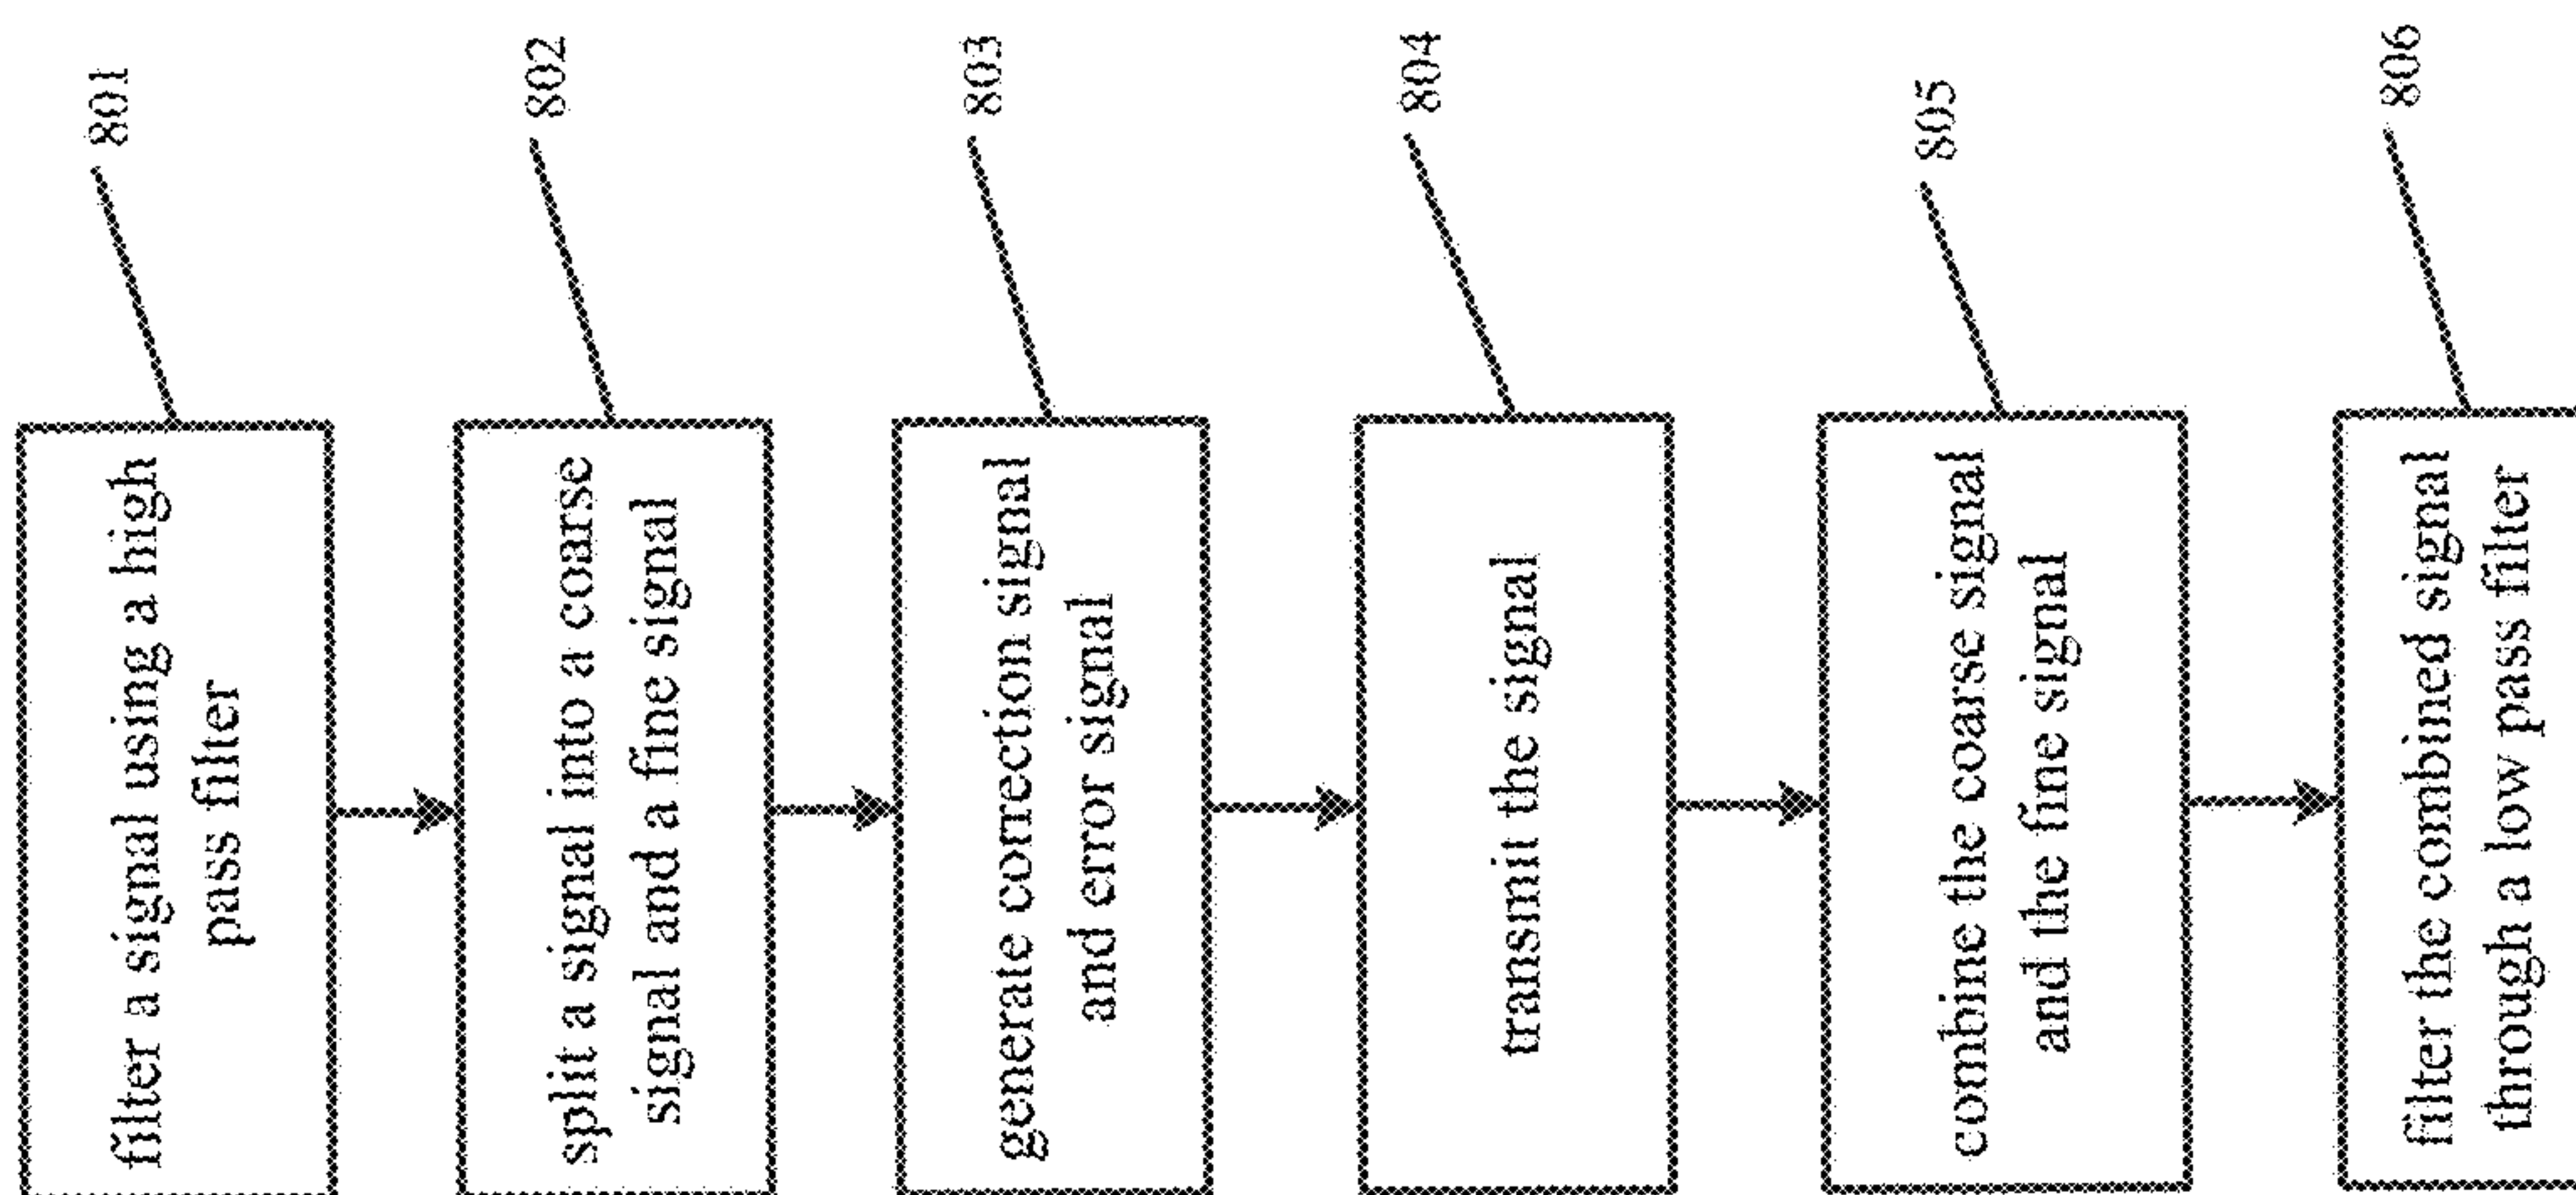 filter a signal using a high
pass filter
801
split a signal into a coarse
signal and a fine signal
802
generate correction signal
and error signal
803
transmit the signal
804
combine the coarse signal
and the fine signal
805
filter the combined signal
through a low pass filter
806